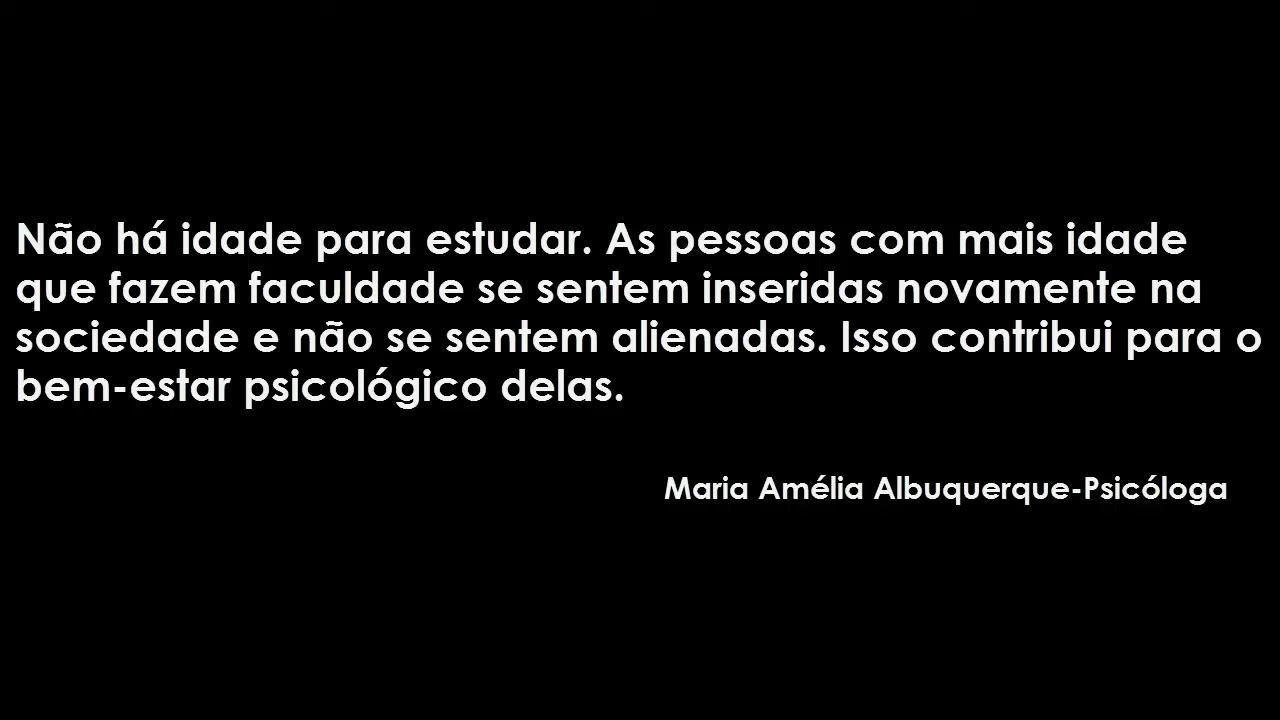 Não há idade para estudar. As pessoas com mais idade
que fazem faculdade se sentem inseridas novamente na
sociedade e não se sentem alienadas. Isso contribui para o
bem-estar psicológico delas.
Maria Amélia Albuquerque-Psicóloga